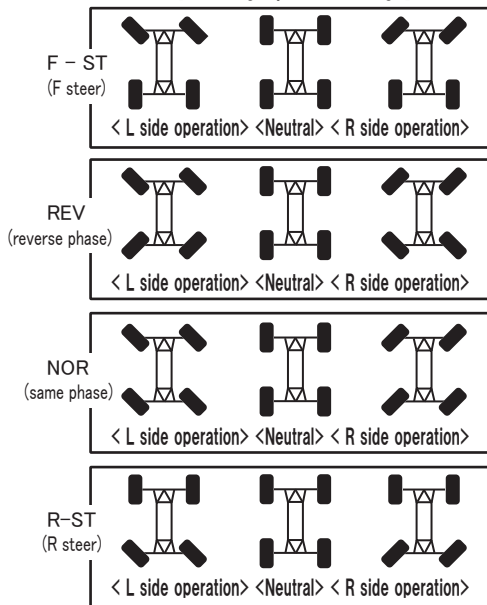 F - ST
(F steer)
< L side operation> <Neutral> < R side operation>
REV
(reverse phase)
< L side operation> <Neutral> < R side operation>
NOR
(same phase)
< L side operation> <Neutral> < R side operation>
R-ST
(R steer)
< L side operation> <Neutral> < R side operation>